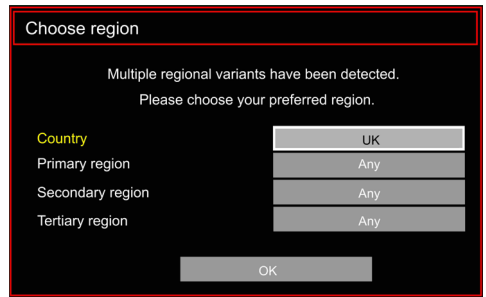 Choose region
Multiple regional variants have been detected.
Please choose your preferred region.
Country UK
Primary region Any
Secondary region Any
Tertiary region Any
OK